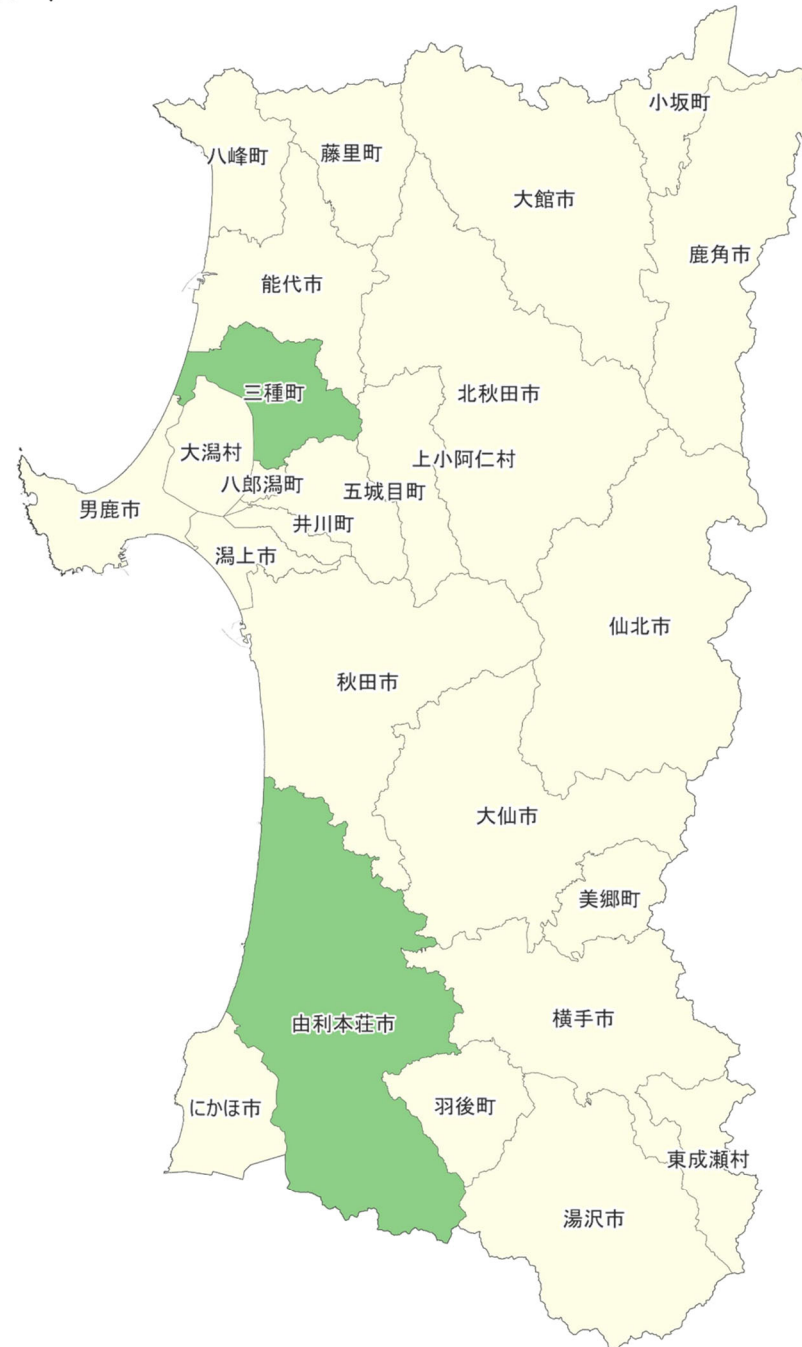 小坂町
八峰町
藤里町
大館市
鹿角市
能代市
三種町
北秋田市
大潟村
上小阿仁村
八郎潟町
五城目町
男鹿市
井川町
潟上市
仙北市
秋田市
大仙市
美郷町
由利本荘市
横手市
にかほ市
羽後町
東成瀬村
湯沢市